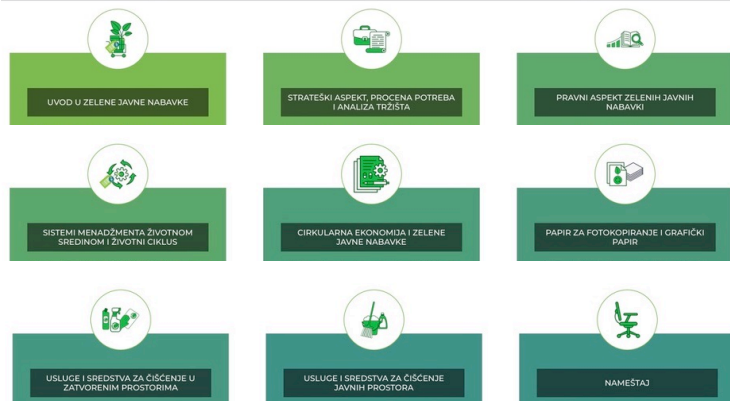 UVOD U ZELENE JAVNE NABAVKE
STRATEŠKI ASPEKT, PROCENA POTREBA
I ANALIZA TRŽIŠTA
PRAVNI ASPEKT ZELENIH JAVNIH
NABAVKI
SISTEMI MENADŽMENTA ŽIVOTNOM
SREDINOM I ŽIVOTNI CIKLUS
CIRKULARNA EKONOMIJA I ZELENE
JAVNE NABAVKE
PAPIR ZA FOTOKOPIRANJE I GRAFIČKI
PAPIR
USLUGE I SREDSTVA ZA ČIŠĆENJE U
ZATVORENIM PROSTORIMA
USLUGE I SREDSTVA ZA ČIŠĆENJE
JAVNIH PROSTORA
NAMEŠTAJ